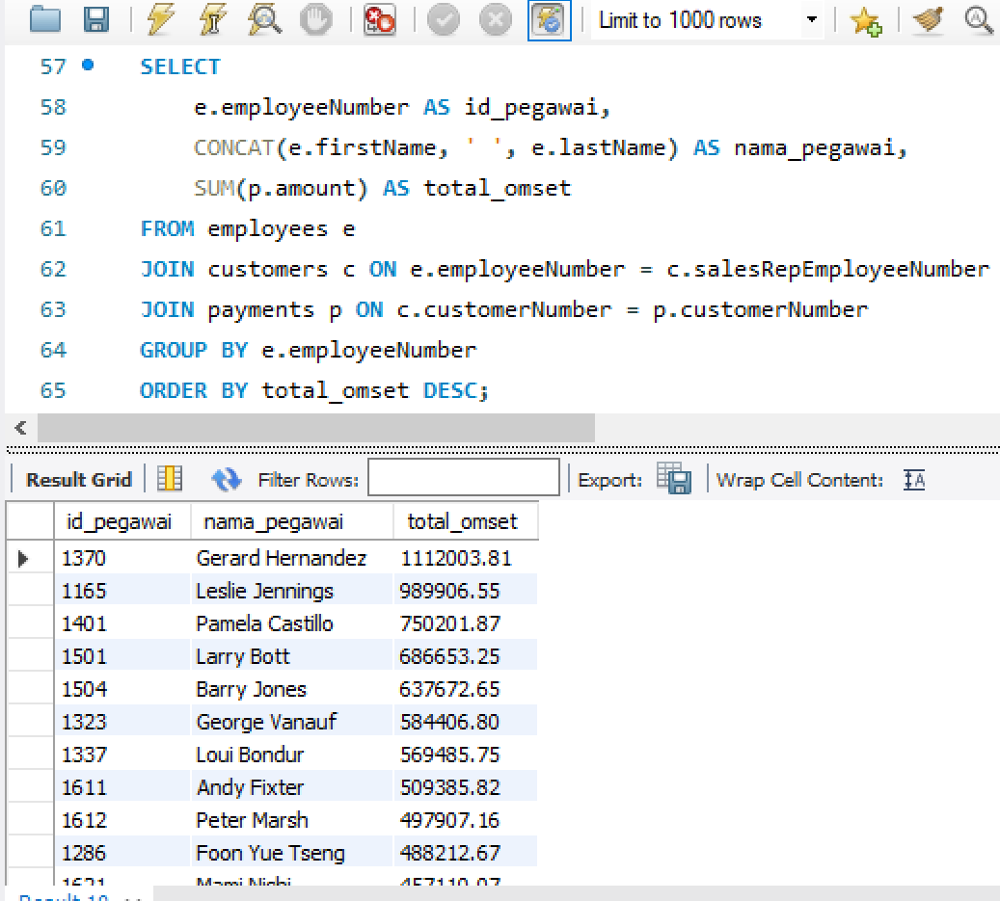 Limit to 1000 rows
57 SELECT
58 e.employeeNumber AS id_pegawai,
59 CONCAT(e.firstName, ' ', e.lastName) AS nama_pegawai,
60 SUM(p.amount) AS total_omset
61 FROM employees e
62 JOIN customers c ON e.employeeNumber = c.salesRepEmployeeNumber
63 JOIN payments p ON c.customerNumber = p.customerNumber
64 GROUP BY e.employeeNumber
65 ORDER BY total_omset DESC;
Result Grid Filter Rows: Export: Wrap Cell Content: IA
id_pegawai nama_pegawai total_omset
1370 Gerard Hernandez 1112003.81
1165 Leslie Jennings 989906.55
1401 Pamela Castillo 750201.87
1501 Larry Bott 686653.25
1504 Barry Jones 637672.65
1323 George Vanauf 584406.80
1337 Loui Bondur 569485.75
1611 Andy Fixter 509385.82
1612 Peter Marsh 497907.16
1286 Foon Yue Tseng 488212.67
1621 Mami Nishi